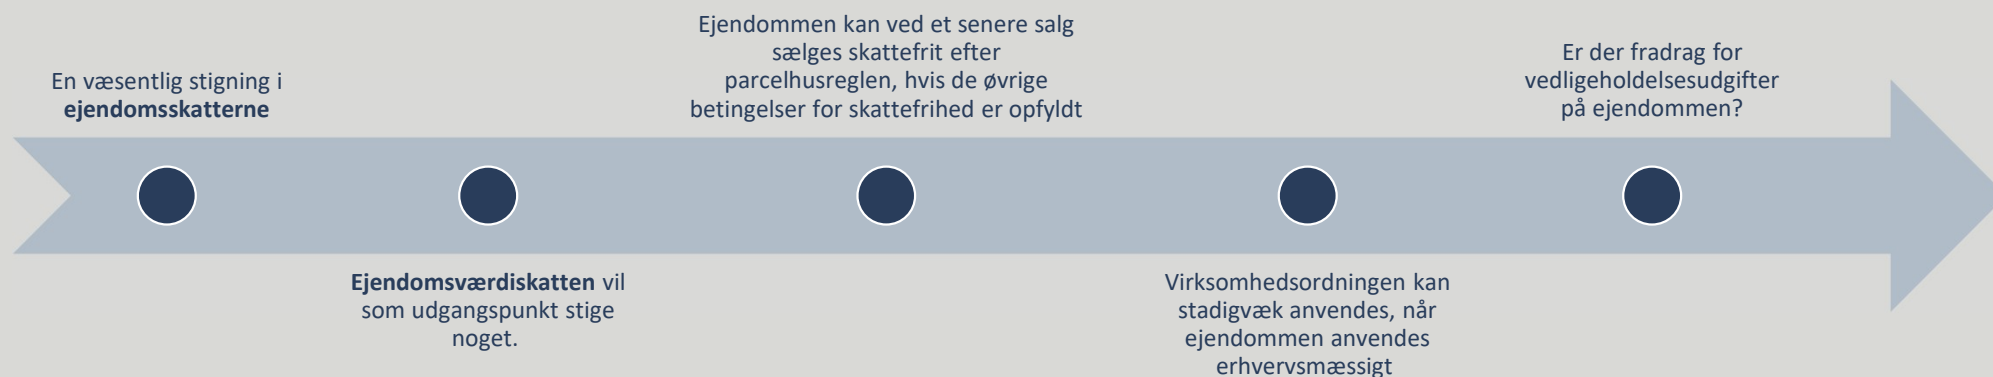 En væsentlig stigning i
ejendomsskatterne
Ejendomsværdiskatten vil
som udgangspunkt stige
noget.
Ejendommen kan ved et senere salg
sælges skattefrit efter
parcelhusreglen, hvis de øvrige
betingelser for skattefrihed er opfyldt
Virksomhedsordningen kan
stadigvæk anvendes, når
ejendommen anvendes
erhvervsmæssigt
Er der fradrag for
vedligeholdelsesudgifter
på ejendommen?